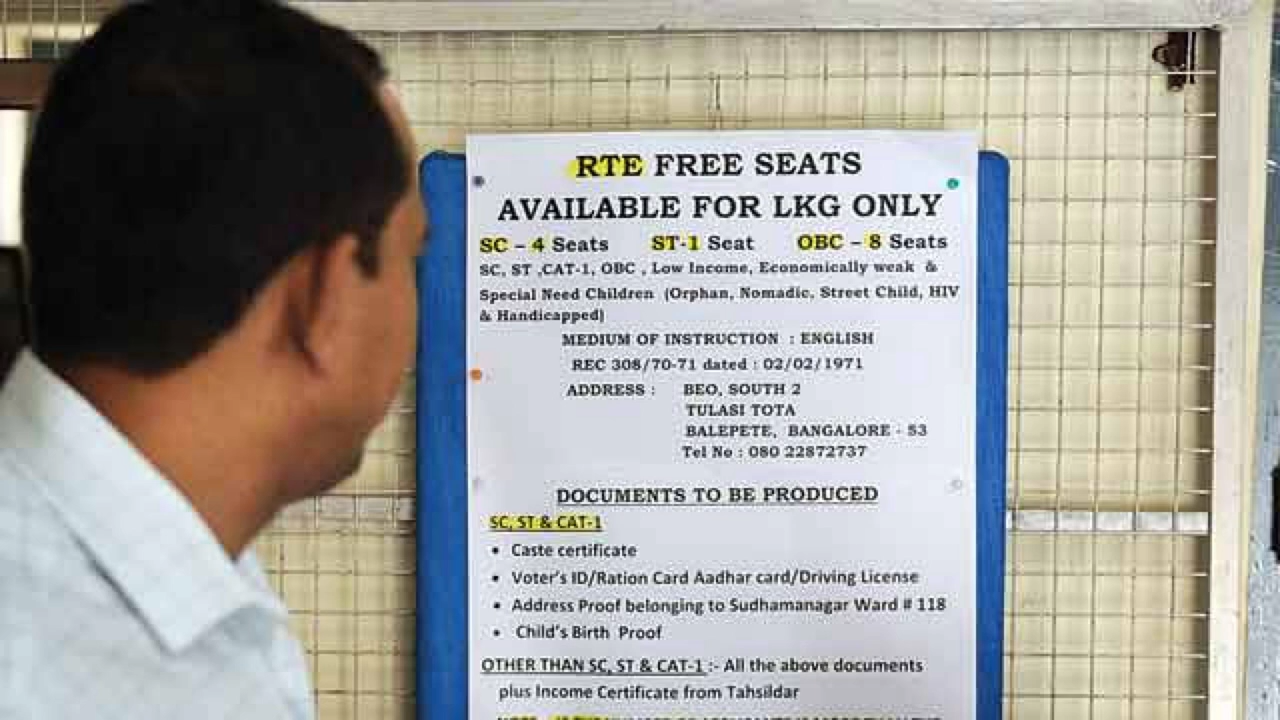 RTE FREE SEATS
AVAILABLE FOR LKG ONLY
SC – 4 Seats ST-1 Seat OBC – 8 Seats
SC, ST ,CAT-1, OBC , Low Income, Economically weak &
Special Need Children (Orphan, Nomadic, Street Child, HIV
& Handicapped)
MEDIUM OF INSTRUCTION : ENGLISH
REC 308/70-71 dated : 02/02/1971
ADDRESS : BEO, SOUTH 2
TULASI TOTA
BALEPETE, BANGALORE - 53
Tel No : 080 22872737
DOCUMENTS TO BE PRODUCED
SC, ST & CAT-1
• Caste certificate
• Voter's ID/Ration Card Aadhar card/Driving License
• Address Proof belonging to Sudhamanagar Ward # 118
• Child's Birth Proof
OTHER THAN SC, ST & CAT-1 :- All the above documents
plus Income Certificate from Tahsildar